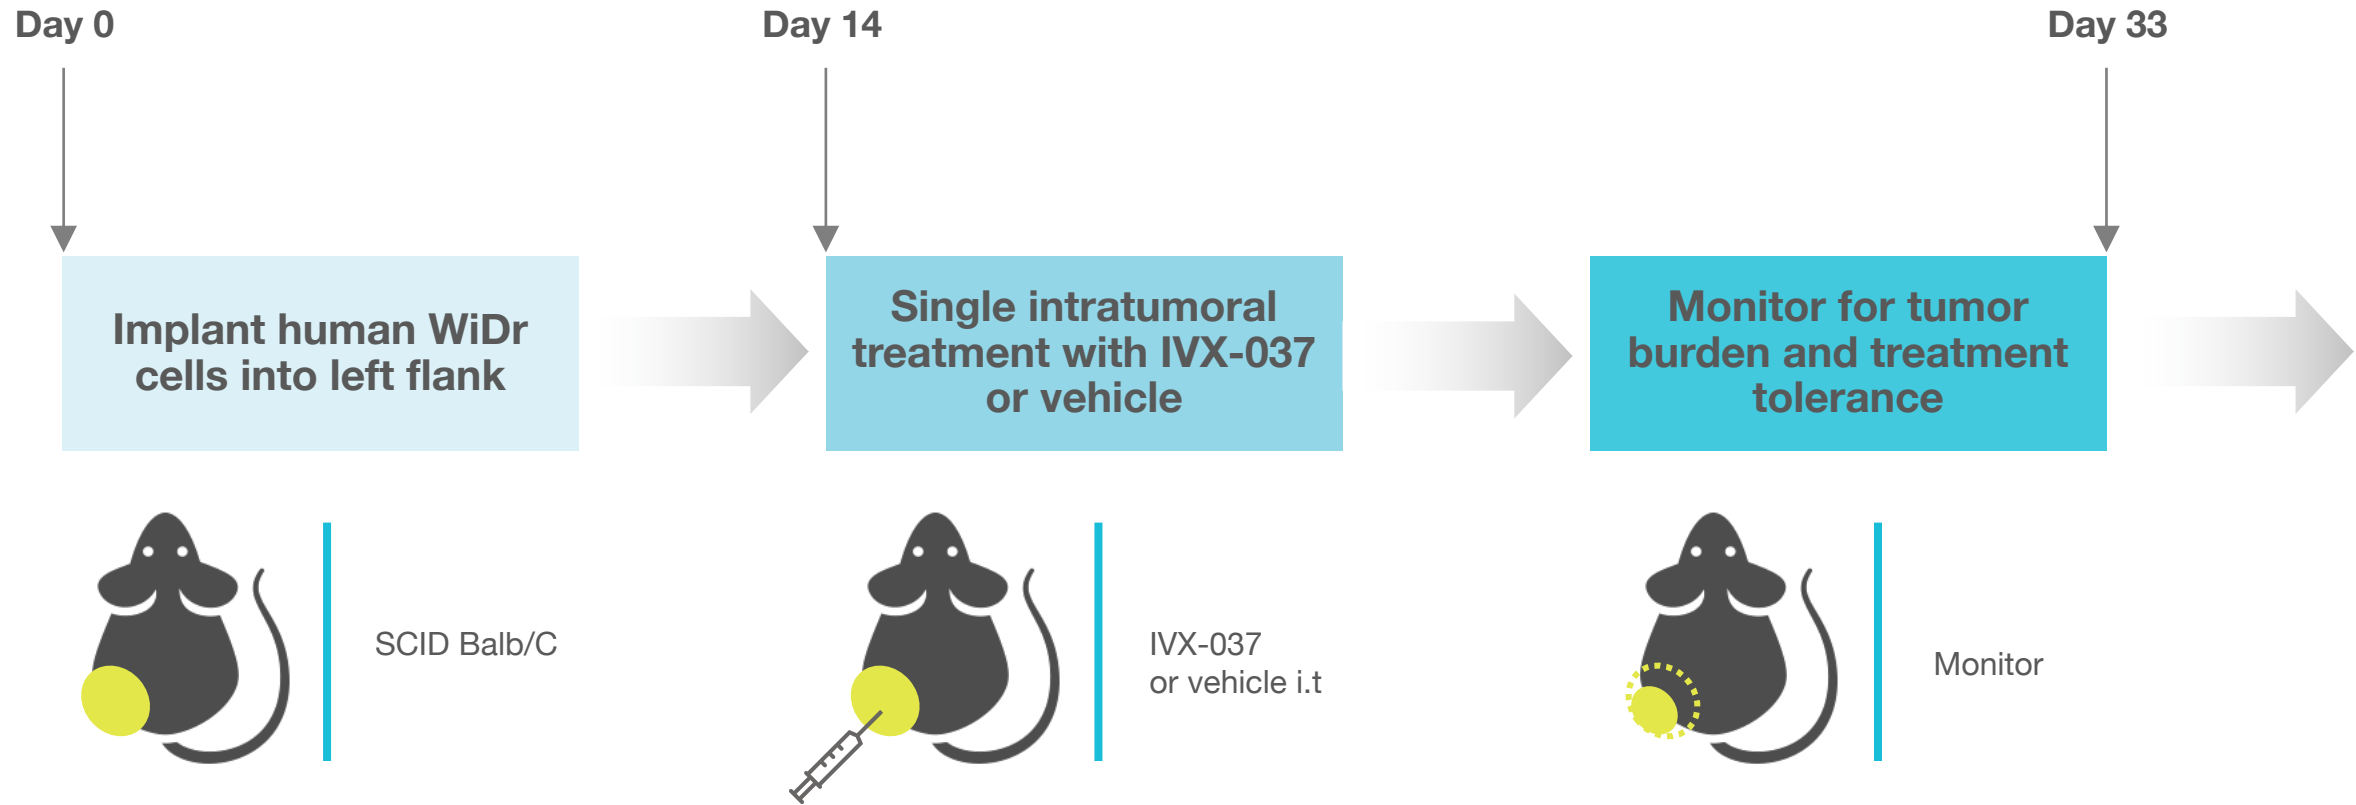 Day 0
Day 14
Day 33
Implant human WiDr
cells into left flank
Single intratumoral
treatment with IVX-037
or vehicle
Monitor for tumor
burden and treatment
tolerance
SCID Balb/C
IVX-037
or vehicle i.t
Monitor